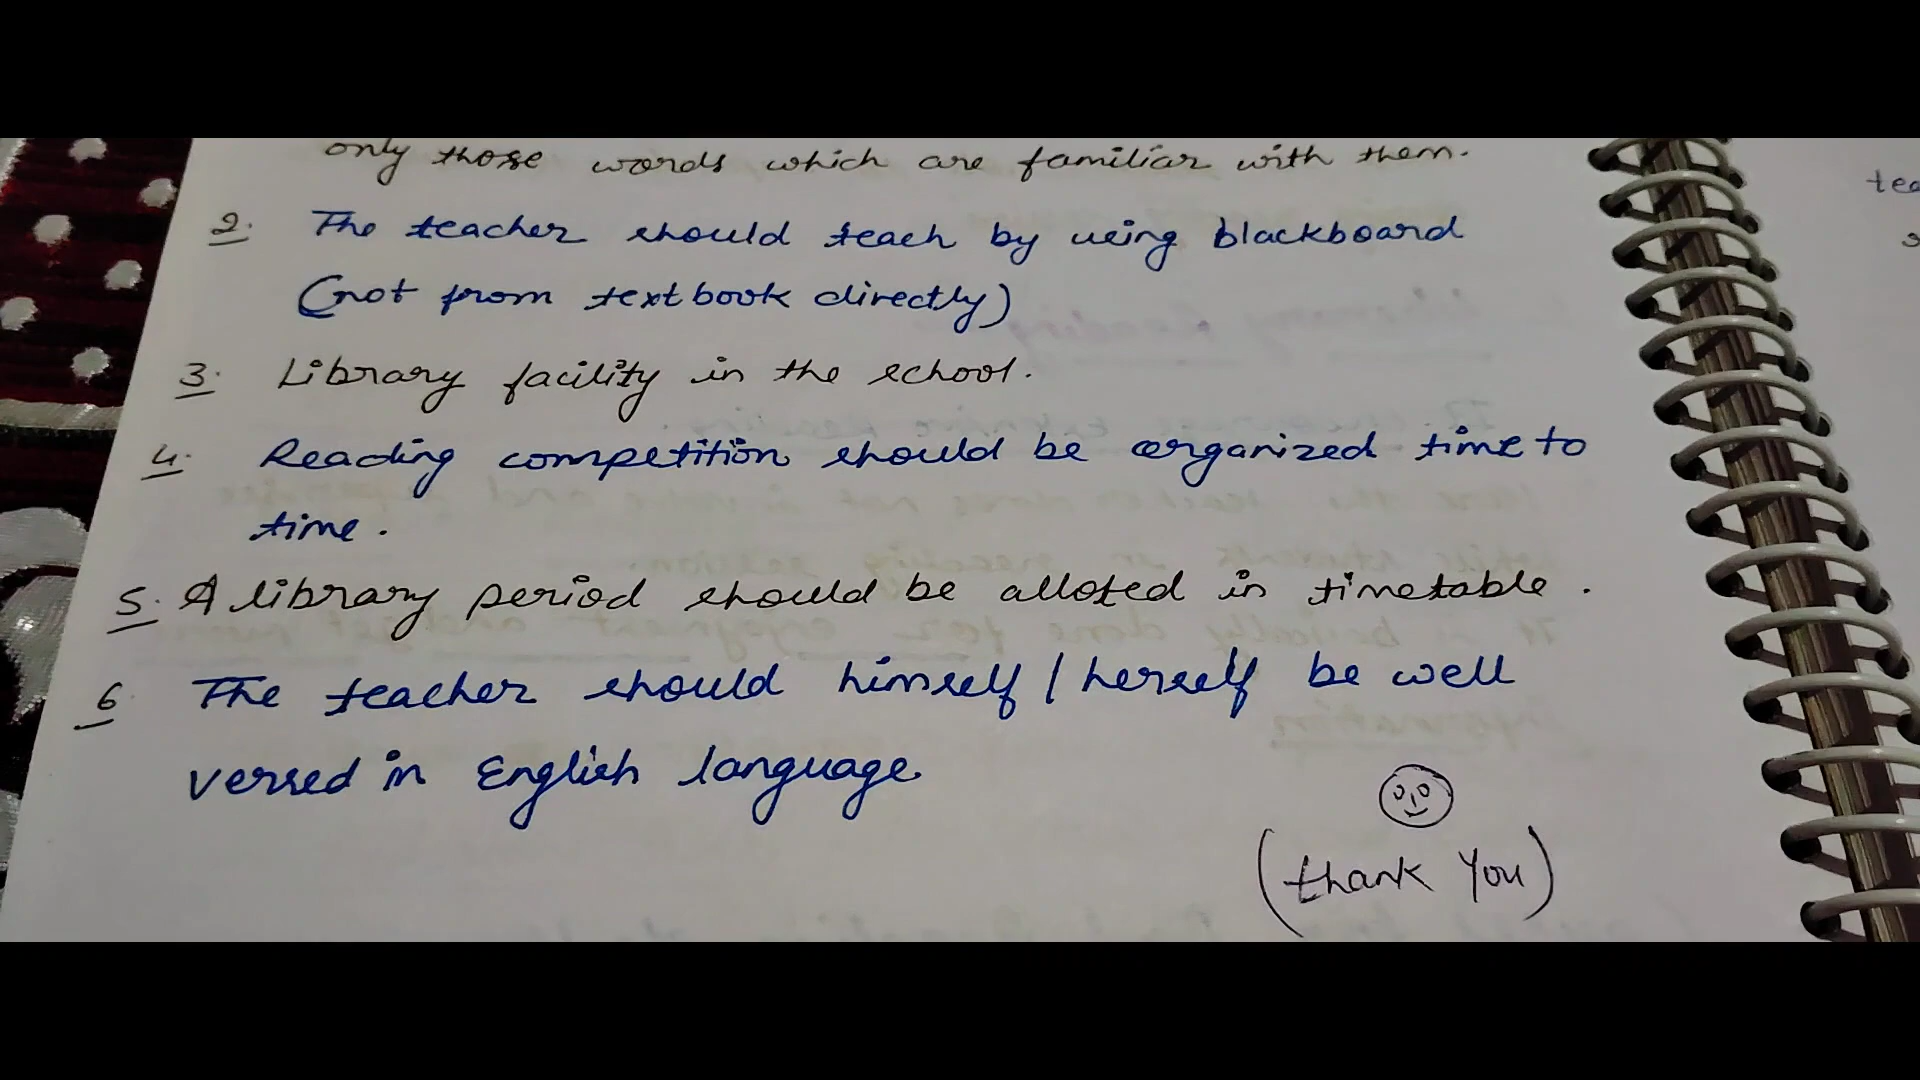 only those words which are familiar with them.
2. The teacher should teach by using blackboard
(not from textbook directly)
3. Library facility in the school.
4. Reading competition should be organized time to
time.
5. A library period should be alloted in timetable.
6 The teacher should himself / herself be well
versed in English language
(thank You)